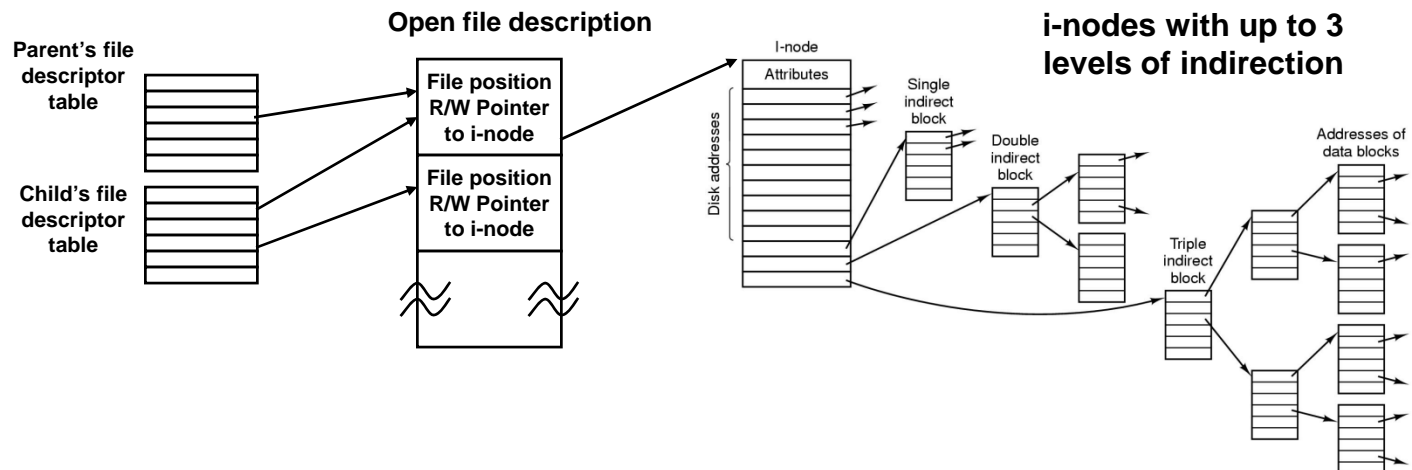 Open file description
i-nodes with up to 3
levels of indirection
Parent's file
descriptor
table
Child's file
descriptor
table
File position
R/W Pointer
to i-node
File position
R/W Pointer
to i-node
I-node
Attributes
Disk addresses
Single
indirect
block
Double
indirect
block
Triple
indirect
block
Addresses of
data blocks